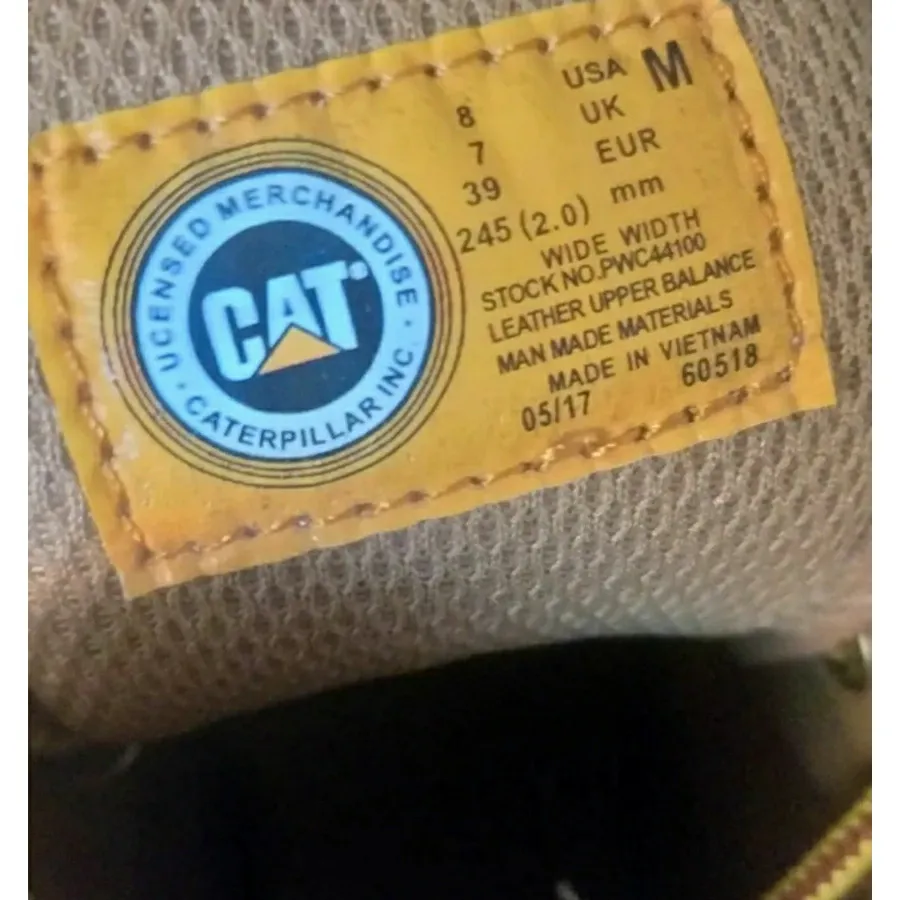 LICENSED MERCHANDISE
CAT®
CATERPILLAR INC.
8 USA M
7 UK
39 EUR
245 (2.0) mm
WIDE WIDTH
STOCK NO.PWC44100
LEATHER UPPER BALANCE
MAN MADE MATERIALS
MADE IN VIETNAM
05/17 60518